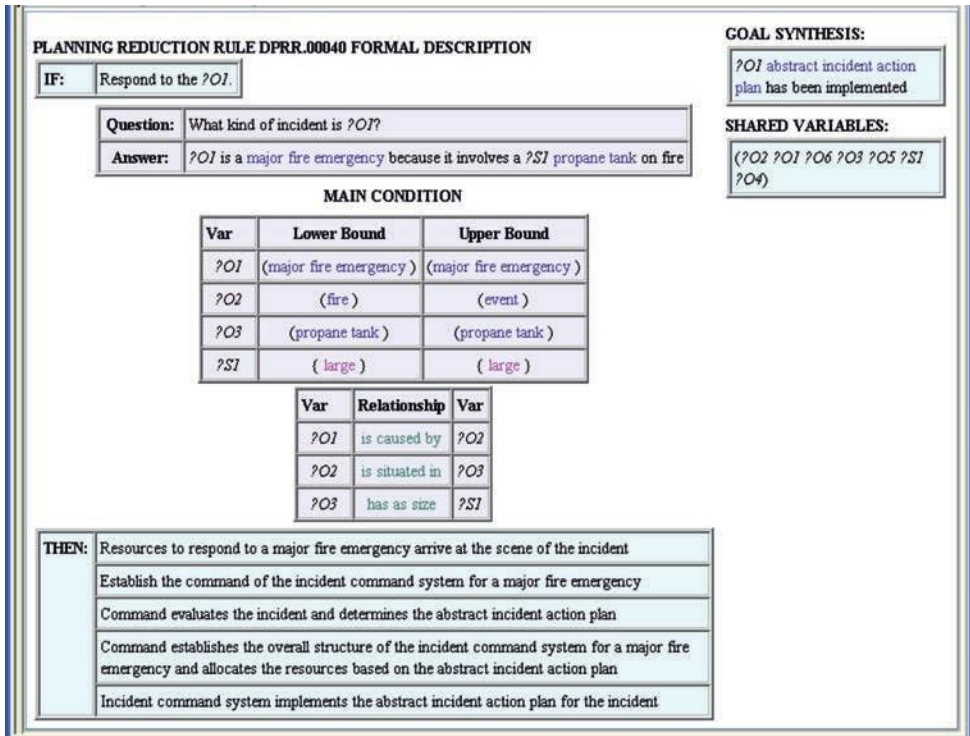 PLANNING REDUCTION RULE DPRR.00040 FORMAL DESCRIPTION
IF: Respond to the ?O1.
Question: What kind of incident is ?O1?
Answer: ?O1 is a major fire emergency because it involves a ?S1 propane tank on fire
MAIN CONDITION
Var Lower Bound Upper Bound
?O1 (major fire emergency ) (major fire emergency )
?O2 (fire ) (event )
?O3 (propane tank ) (propane tank )
?S1 ( large ) ( large )
Var Relationship Var
?O1 is caused by ?O2
?O2 is situated in ?O3
?O3 has as size ?S1
THEN: Resources to respond to a major fire emergency arrive at the scene of the incident
Establish the command of the incident command system for a major fire emergency
Command evaluates the incident and determines the abstract incident action plan
Command establishes the overall structure of the incident command system for a major fire
emergency and allocates the resources based on the abstract incident action plan
Incident command system implements the abstract incident action plan for the incident
GOAL SYNTHESIS:
?O1 abstract incident action
plan has been implemented
SHARED VARIABLES:
(?O2 ?O1 ?O6 ?O3 ?O5 ?S1
?O4)